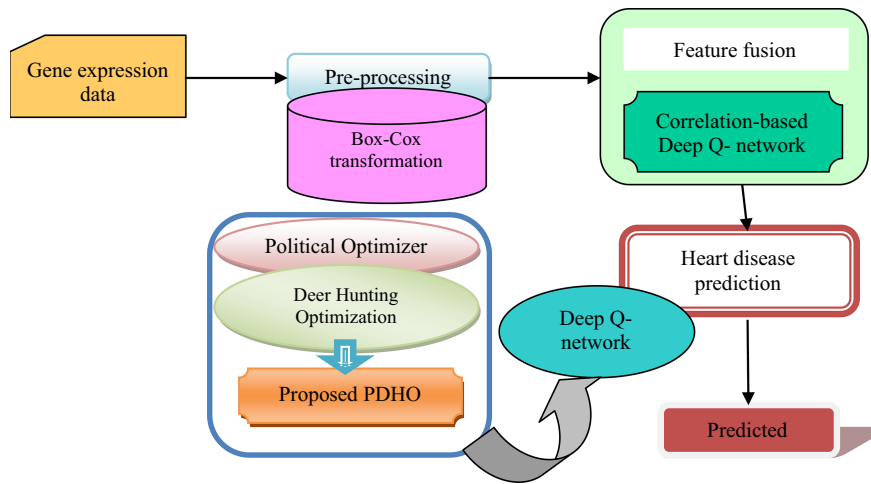 Gene expression
data
Pre-processing
Box-Cox
transformation
Feature fusion
Correlation-based
Deep Q- network
Political Optimizer
Deer Hunting
Optimization
Proposed PDHO
Deep Q-
network
Heart disease
prediction
Predicted